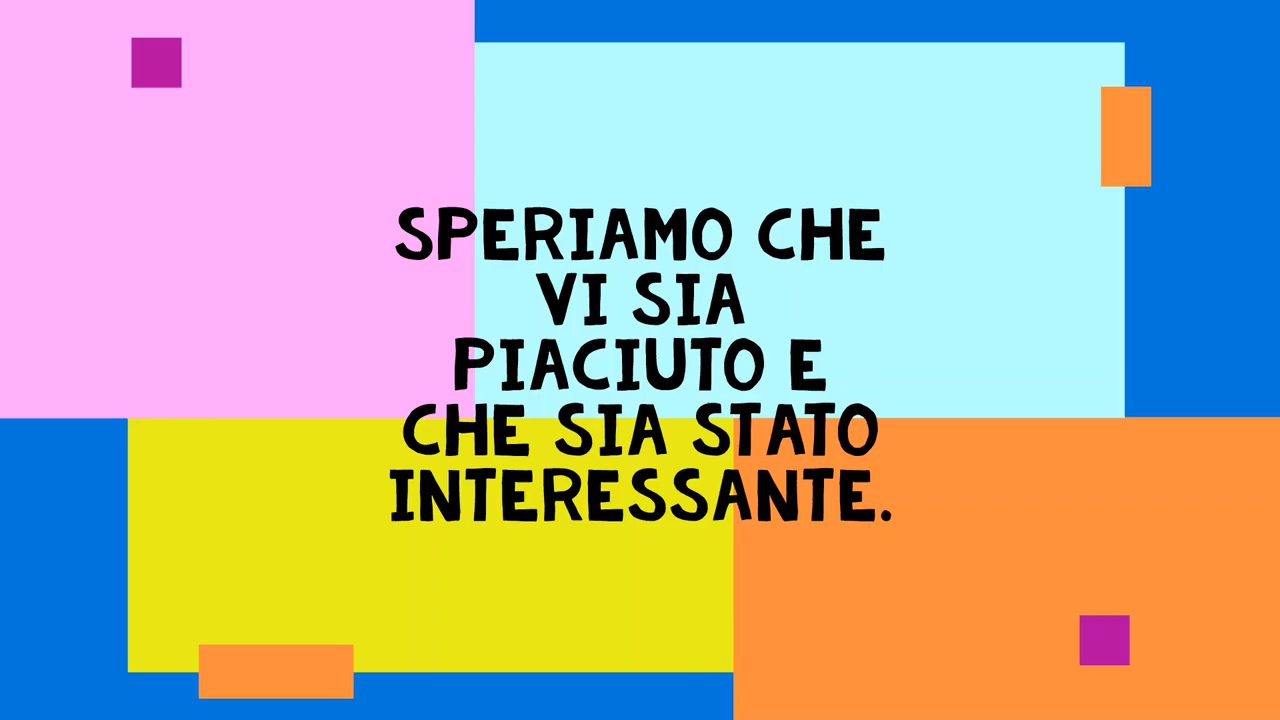 SPERIAMO CHE
VI SIA
PIACIUTO E
CHE SIA STATO
INTERESSANTE.